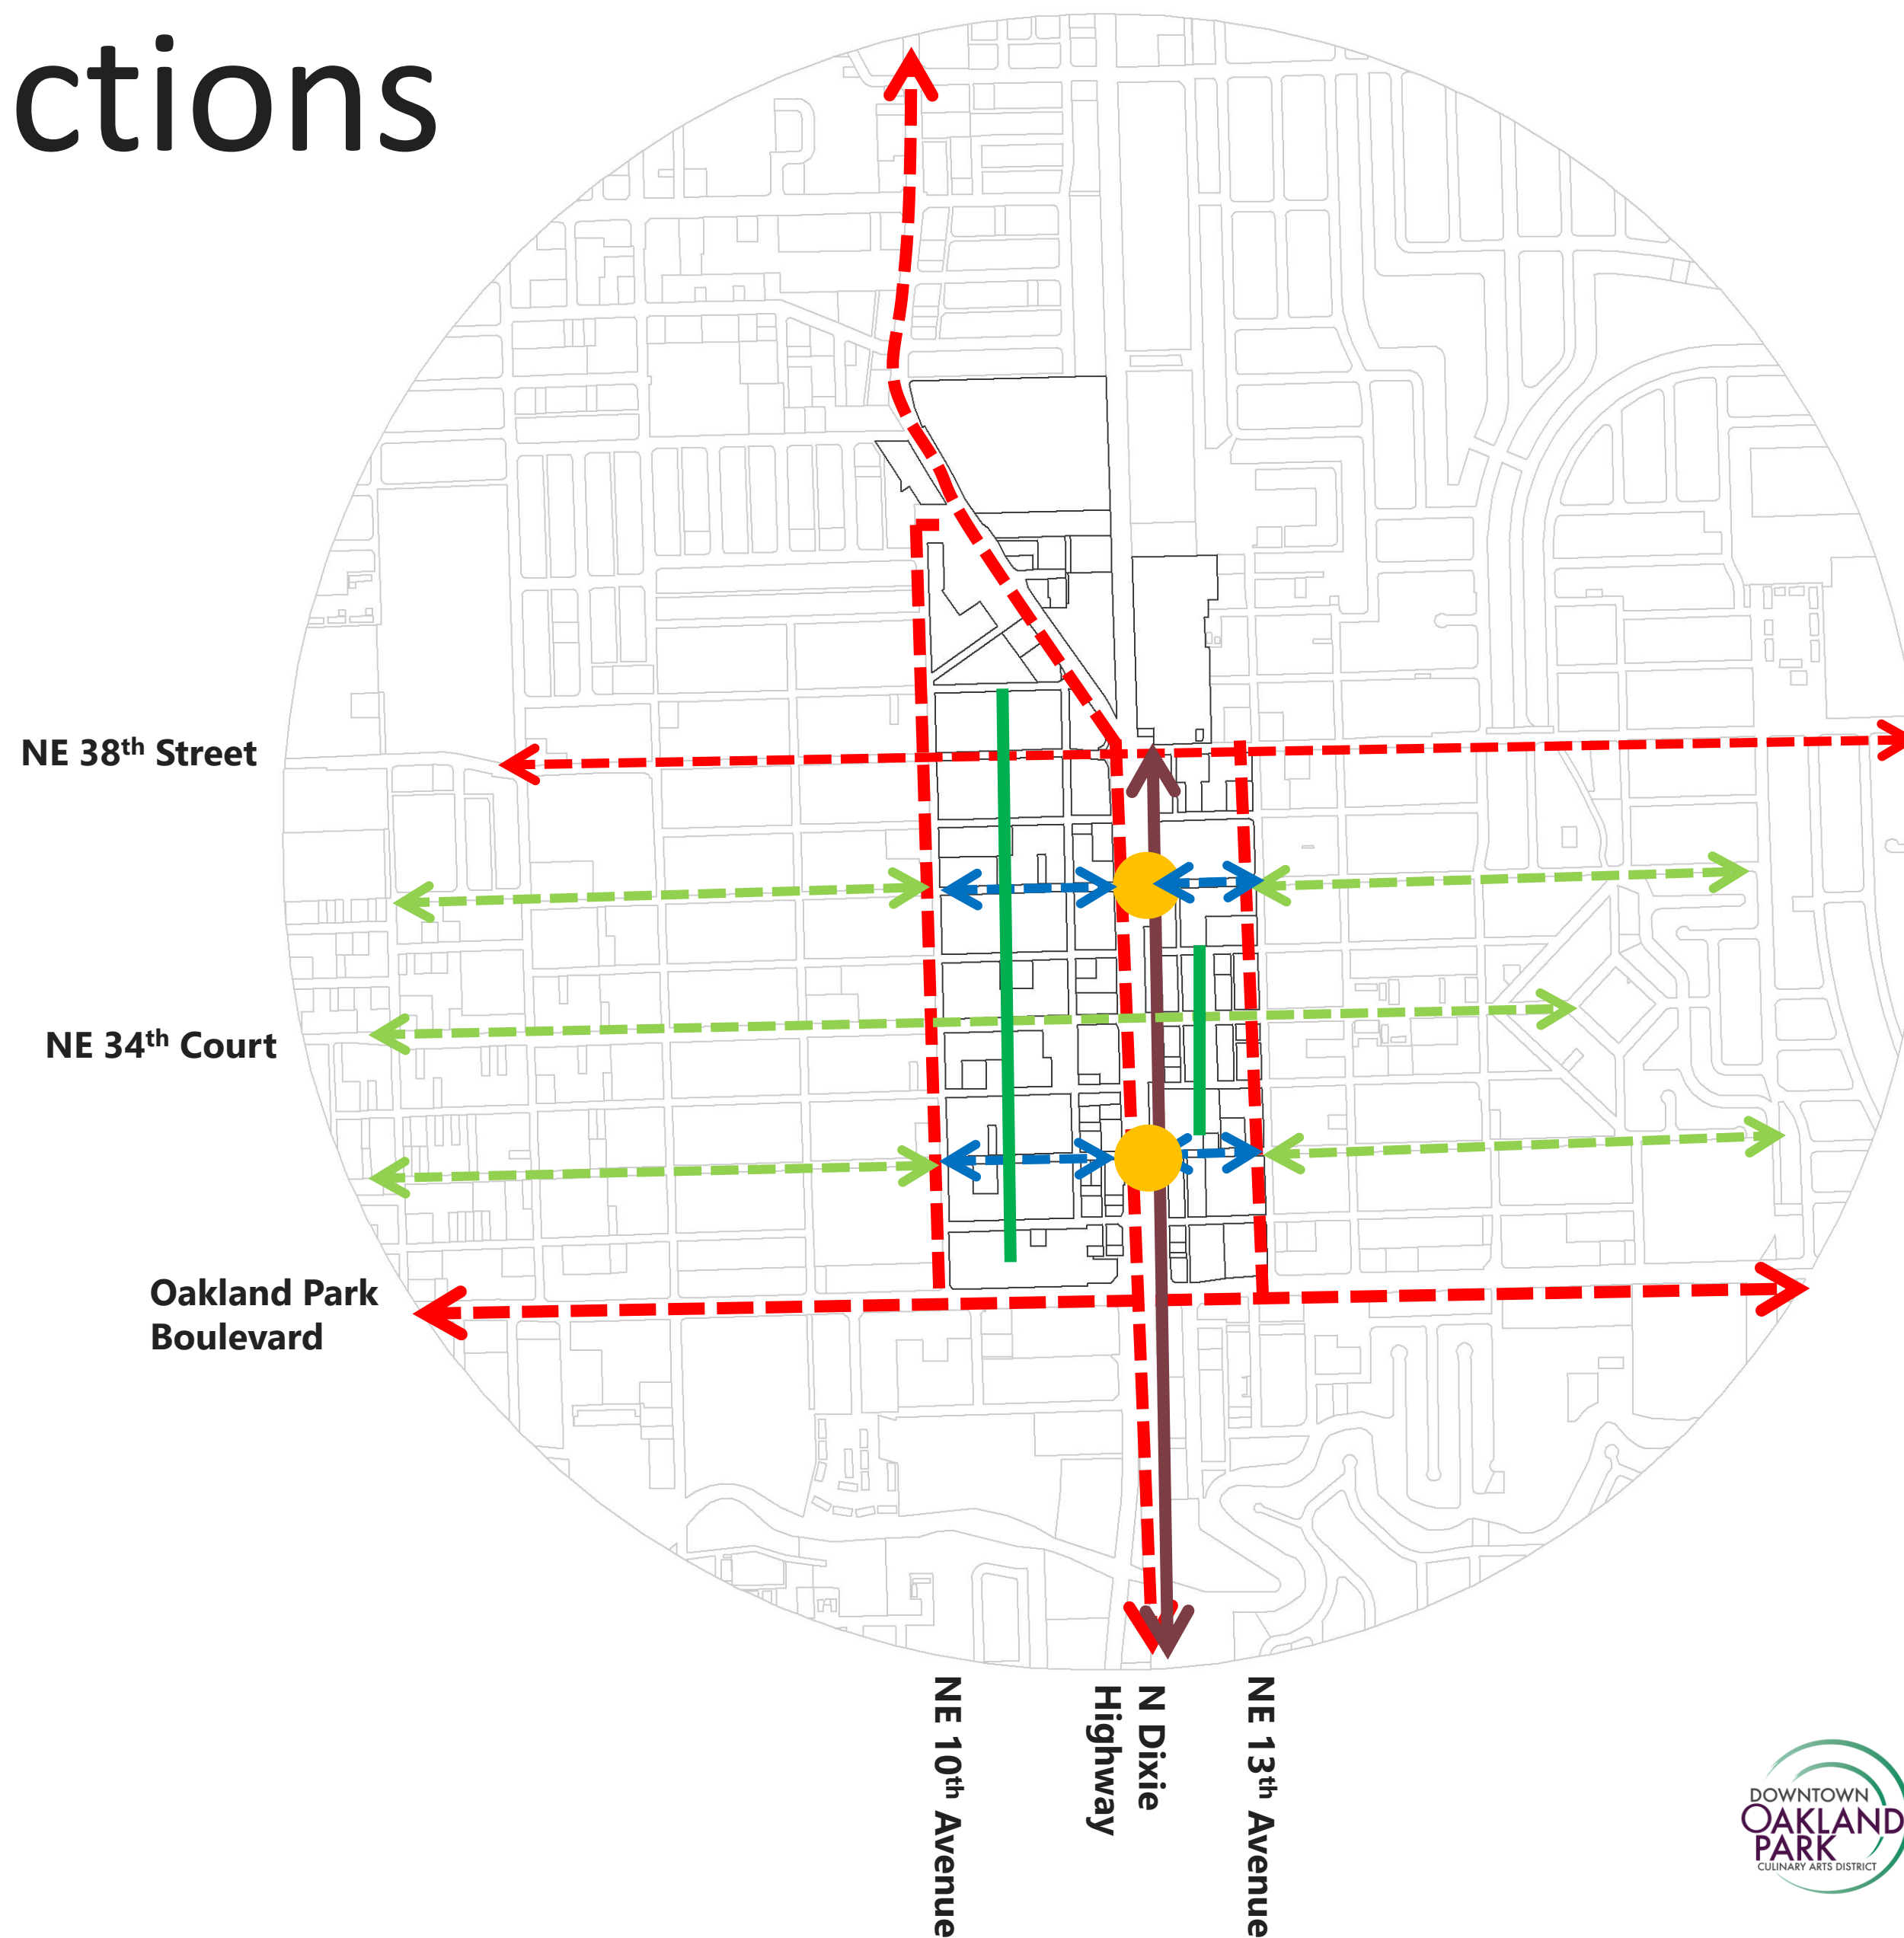 ctions
NE 38th Street
NE 34th Court
Oakland Park
Boulevard
NE 10th Avenue
N Dixie
Highway
NE 13th Avenue
DOWNTOWN
OAKLAND
PARK
CULINARY ARTS DISTRICT